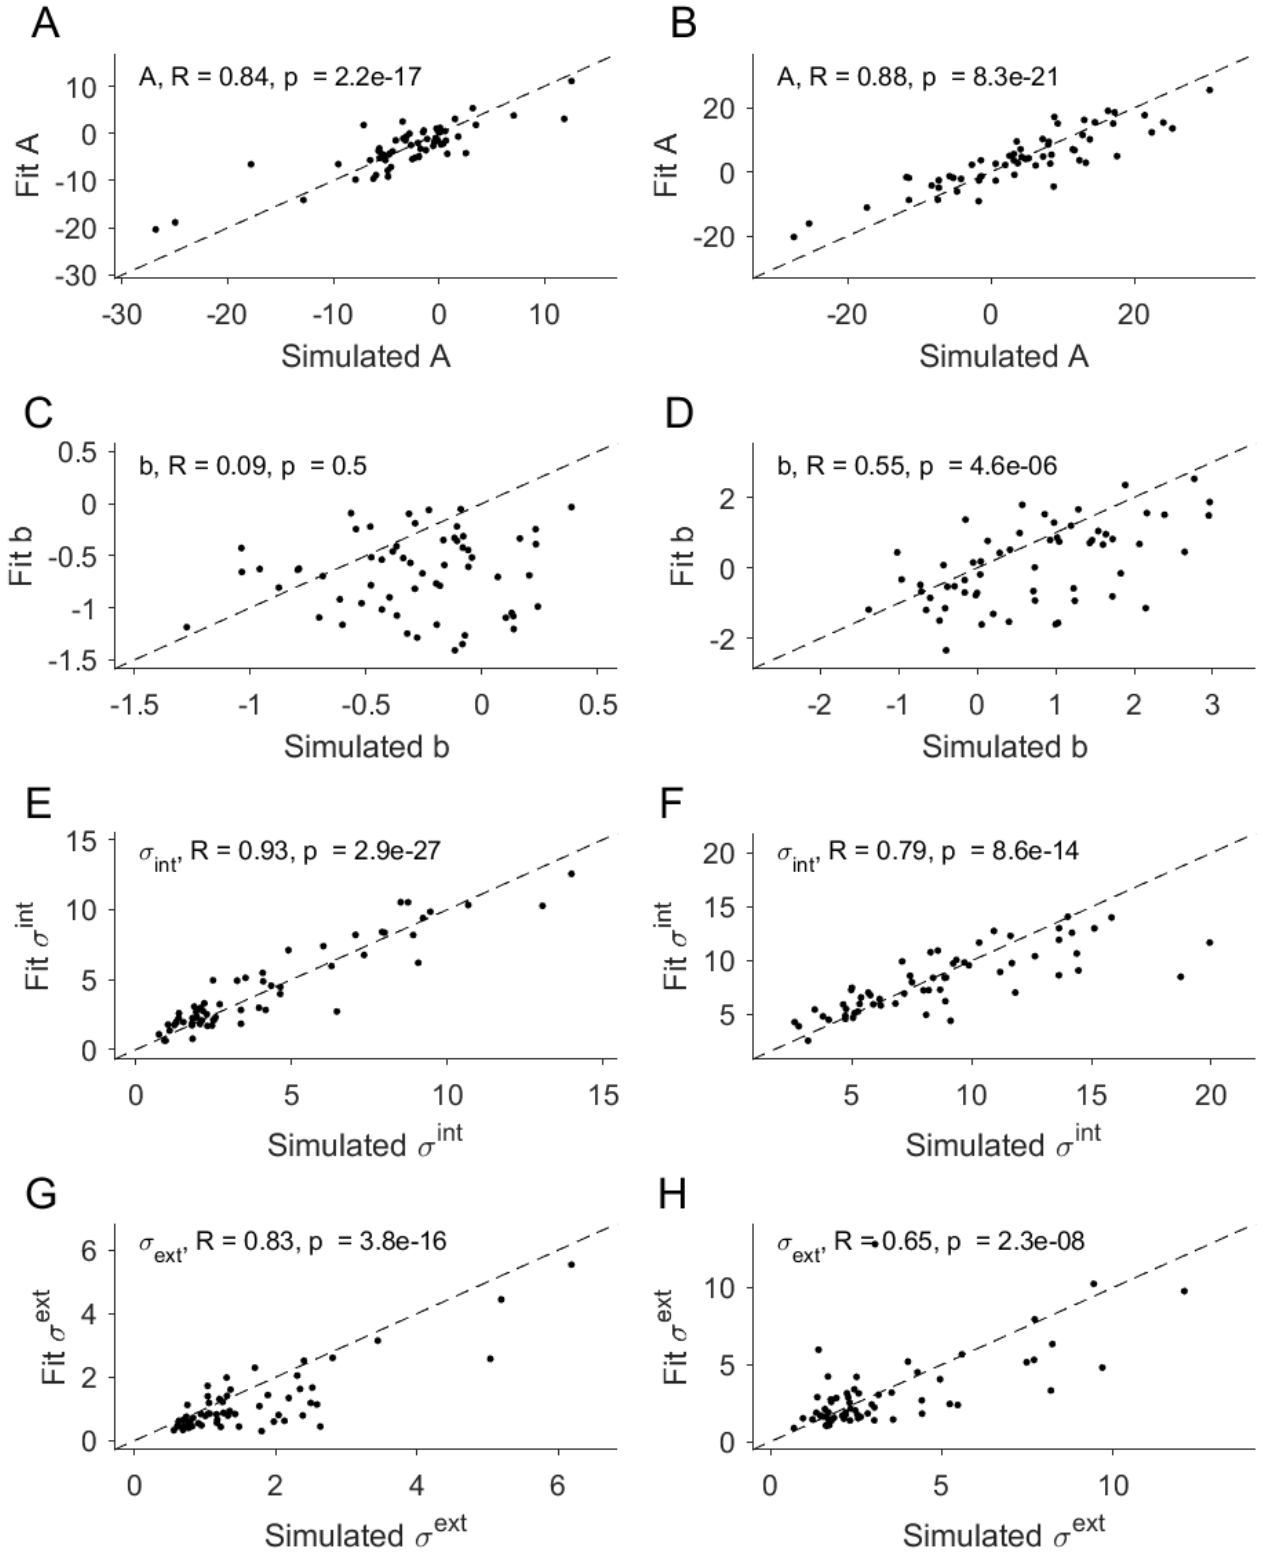 A
A, R = 0.84, p = 2.2e-17
Fit A
10
0
-10
-20
-30
-30 -20 -10 0 10
Simulated A
B
A, R = 0.88, p = 8.3e-21
Fit A
20
0
-20
-20 0 20
Simulated A
C
b, R = 0.09, p = 0.5
Fit b
0.5
0
-0.5
-1
-1.5
-1.5 -1 -0.5 0 0.5
Simulated b
D
b, R = 0.55, p = 4.6e-06
Fit b
2
0
-2
-2 -1 0 1 2 3
Simulated b
E
σint, R = 0.93, p = 2.9e-27
Fit σint
15
10
5
0
0 5 10 15
Simulated σint
F
σint, R = 0.79, p = 8.6e-14
Fit σint
20
15
10
5
5 10 15 20
Simulated σint
G
σext, R = 0.83, p = 3.8e-16
Fit σext
6
4
2
0
0 2 4 6
Simulated σext
H
σext, R = 0.65, p = 2.3e-08
Fit σext
10
5
0
0 5 10
Simulated σext